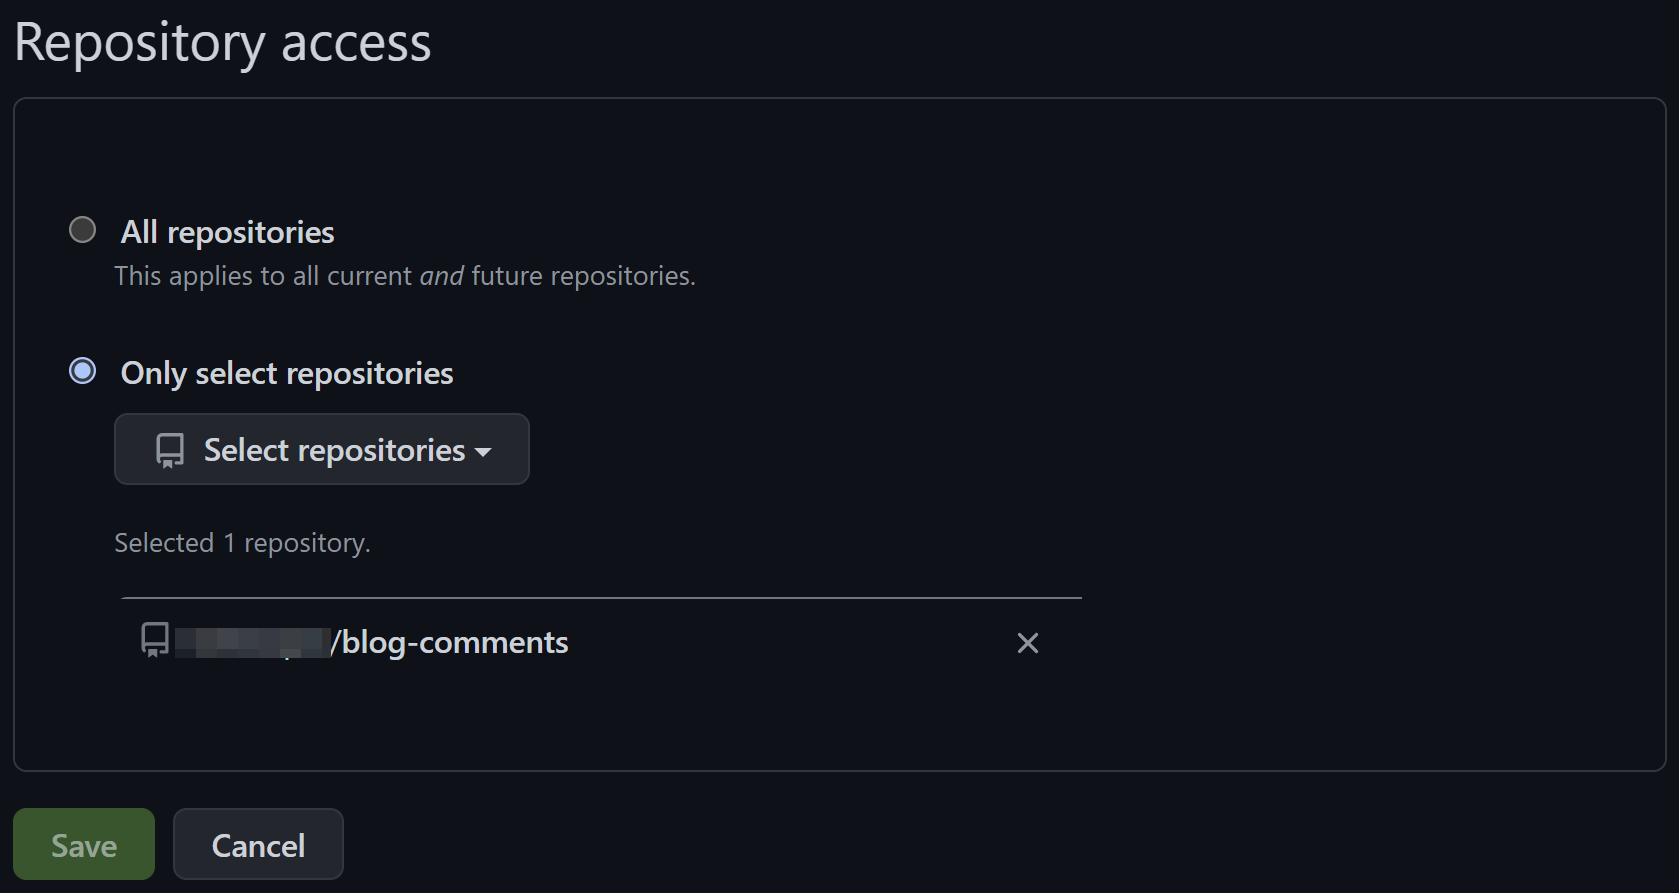 Repository access
All repositories
This applies to all current and future repositories.
Only select repositories
Select repositories
Selected 1 repository.
/blog-comments
Save
Cancel